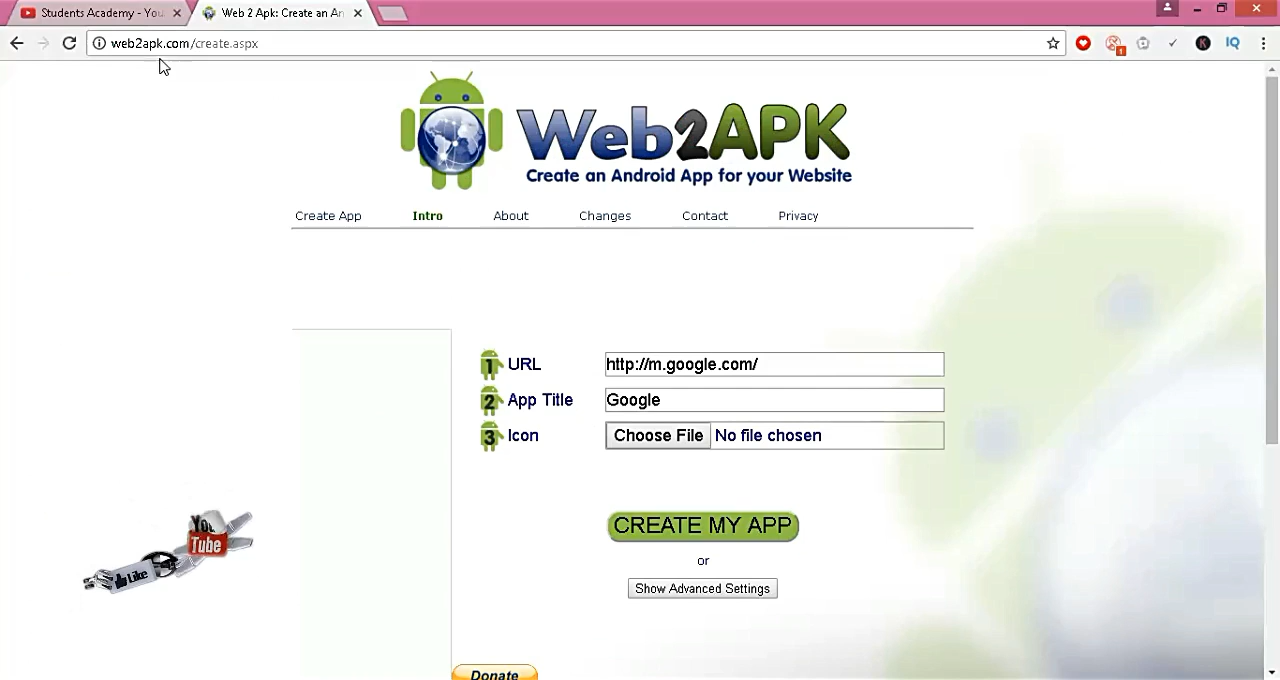 Students Academy - You
Web 2 Apk: Create an An
web2apk.com/create.aspx
1
K
IQ
Web2APK
Create an Android App for your Website
Create App
Intro
About
Changes
Contact
Privacy
1 URL
http://m.google.com/
2 App Title
Google
3 Icon
Choose File No file chosen
You
Tube
Like
CREATE MY APP
or
Show Advanced Settings
Donate